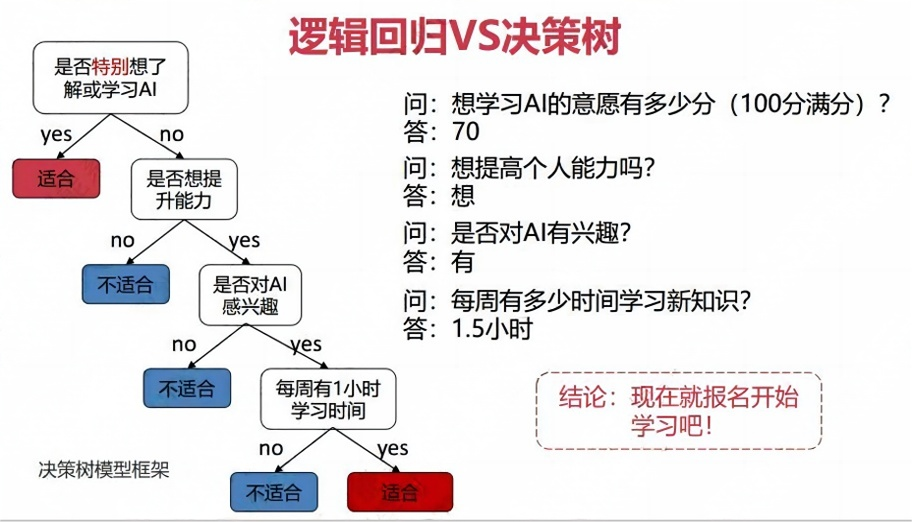 逻辑回归VS决策树
是否特别想了
解或学习AI
yes
no
适合
是否想提
升能力
no
yes
不适合
是否对AI
感兴趣
no
yes
不适合
每周有1小时
学习时间
no
yes
不适合
适合
决策树模型框架
问：想学习AI的意愿有多少分（100分满分）？
答：70
问：想提高个人能力吗？
答：想
问：是否对AI有兴趣？
答：有
问：每周有多少时间学习新知识？
答：1.5小时
结论：现在就报名开始
学习吧！